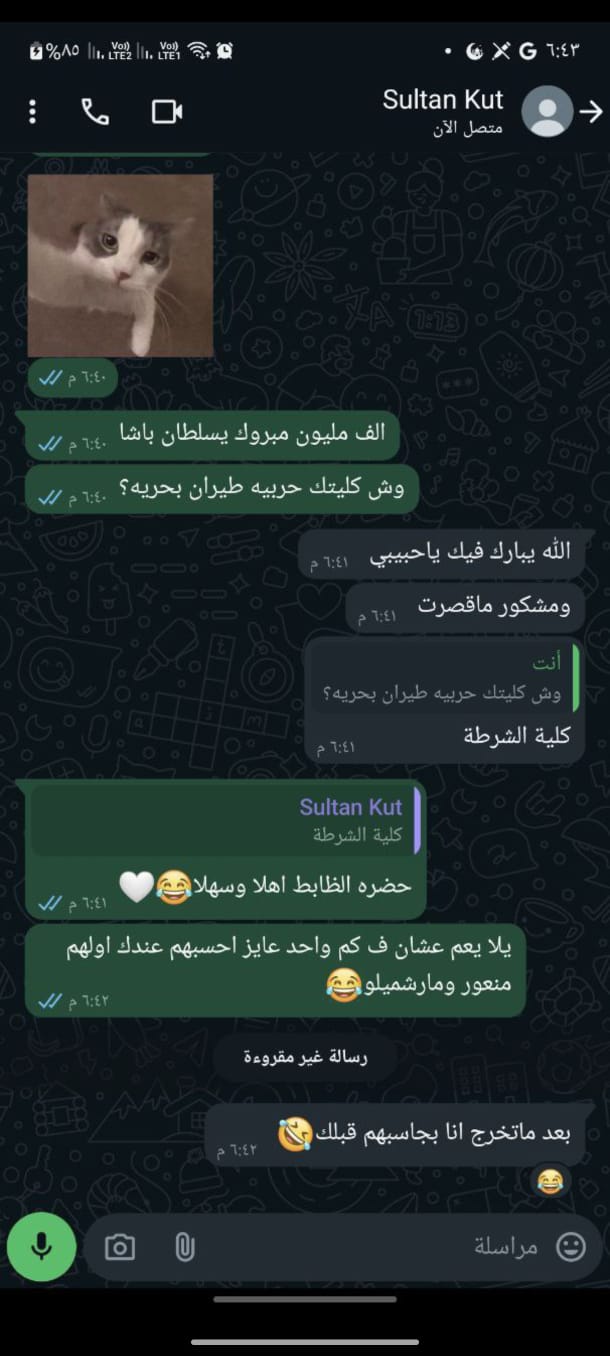 %٨٥ Vo)) LTE2 Vo)) LTE1 G ٦:٤٣
Sultan Kut
متصل الآن
٦:٤٠ م
الف مليون مبروك يسلطان باشا ٦:٤٠ م
وش كليتك حربيه طيران بحريه؟ ٦:٤٠ م
الله يبارك فيك ياحبيبي ٦:٤١ م
ومشكور ماقصرت ٦:٤١ م
أنت
وش كليتك حربيه طيران بحريه؟
كلية الشرطة ٦:٤١ م
Sultan Kut
كلية الشرطة
حضره الظابط اهلا وسهلا😂🤍 ٦:٤١ م
يلا يعم عشان ف كم واحد عايز احسبهم عندك اولهم
منعور ومارشميلو😂 ٦:٤٢ م
رسالة غير مقروءة
بعد ماتخرج انا بجاسبهم قبلك🤣 ٦:٤٢ م
😂
مراسلة